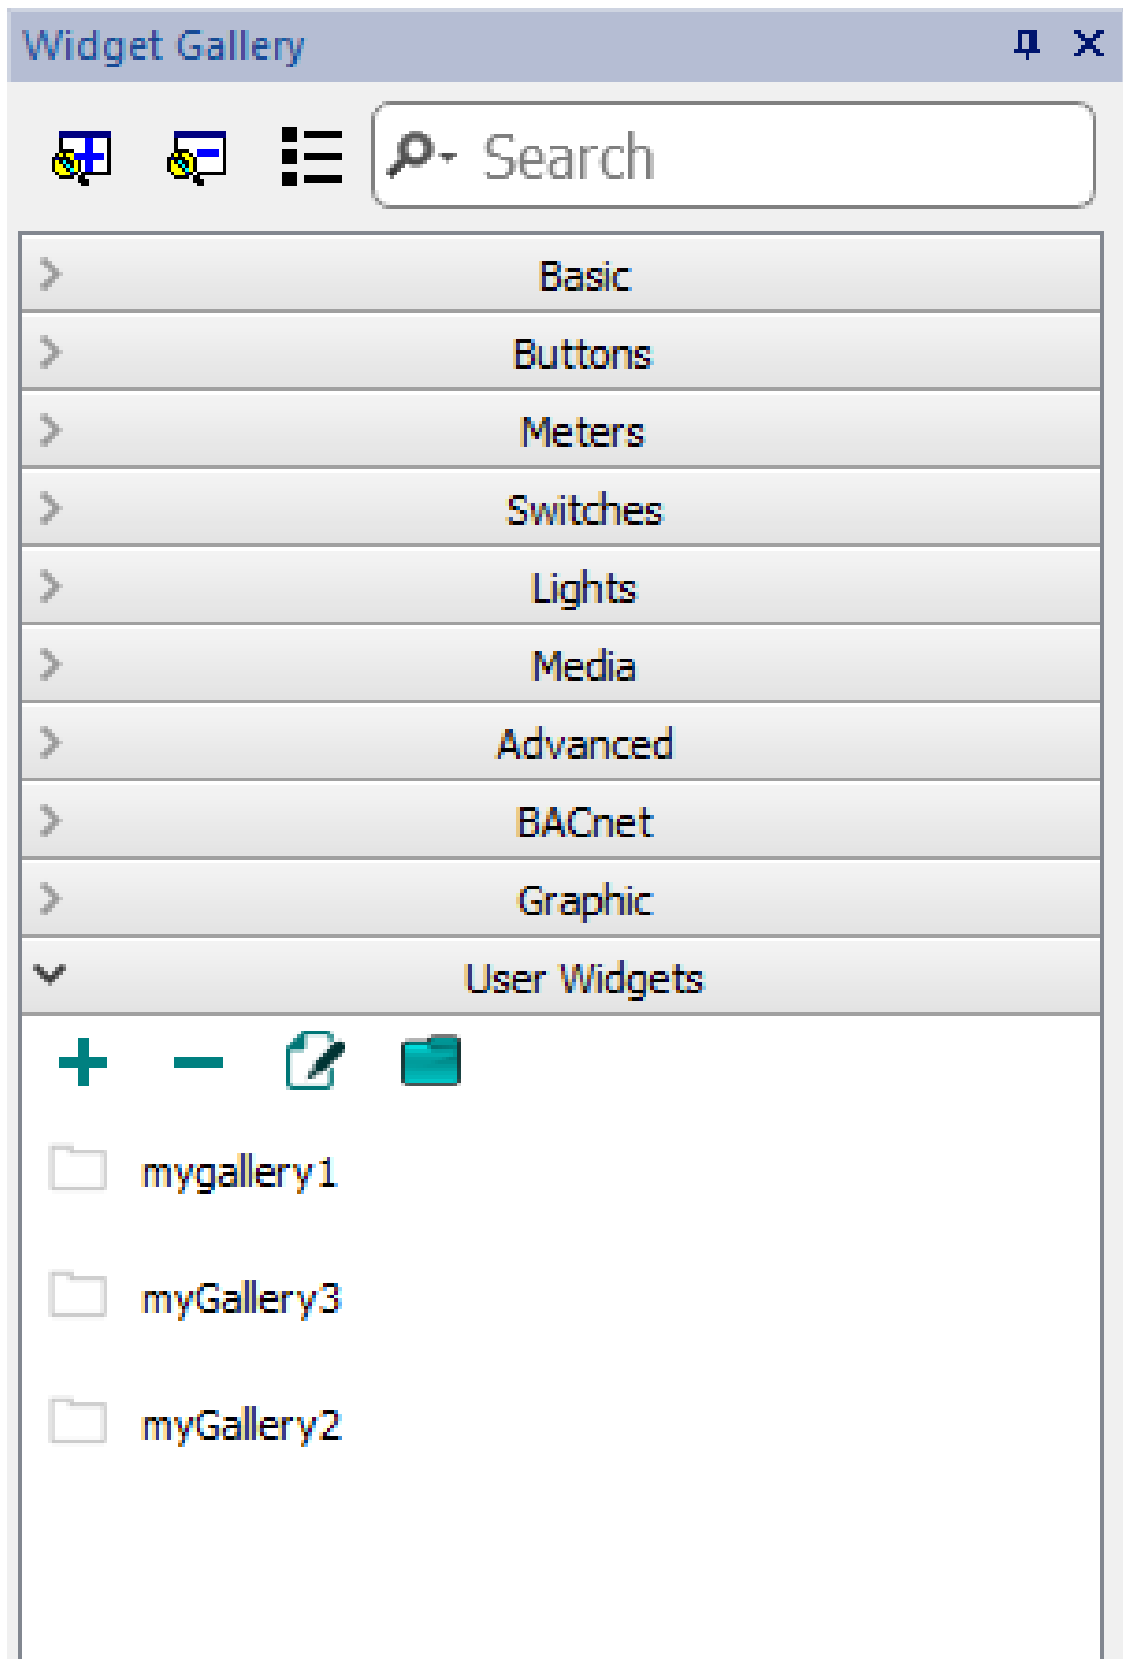 Widget Gallery
Search
Basic
Buttons
Meters
Switches
Lights
Media
Advanced
BACnet
Graphic
User Widgets
mygallery1
myGallery3
myGallery2